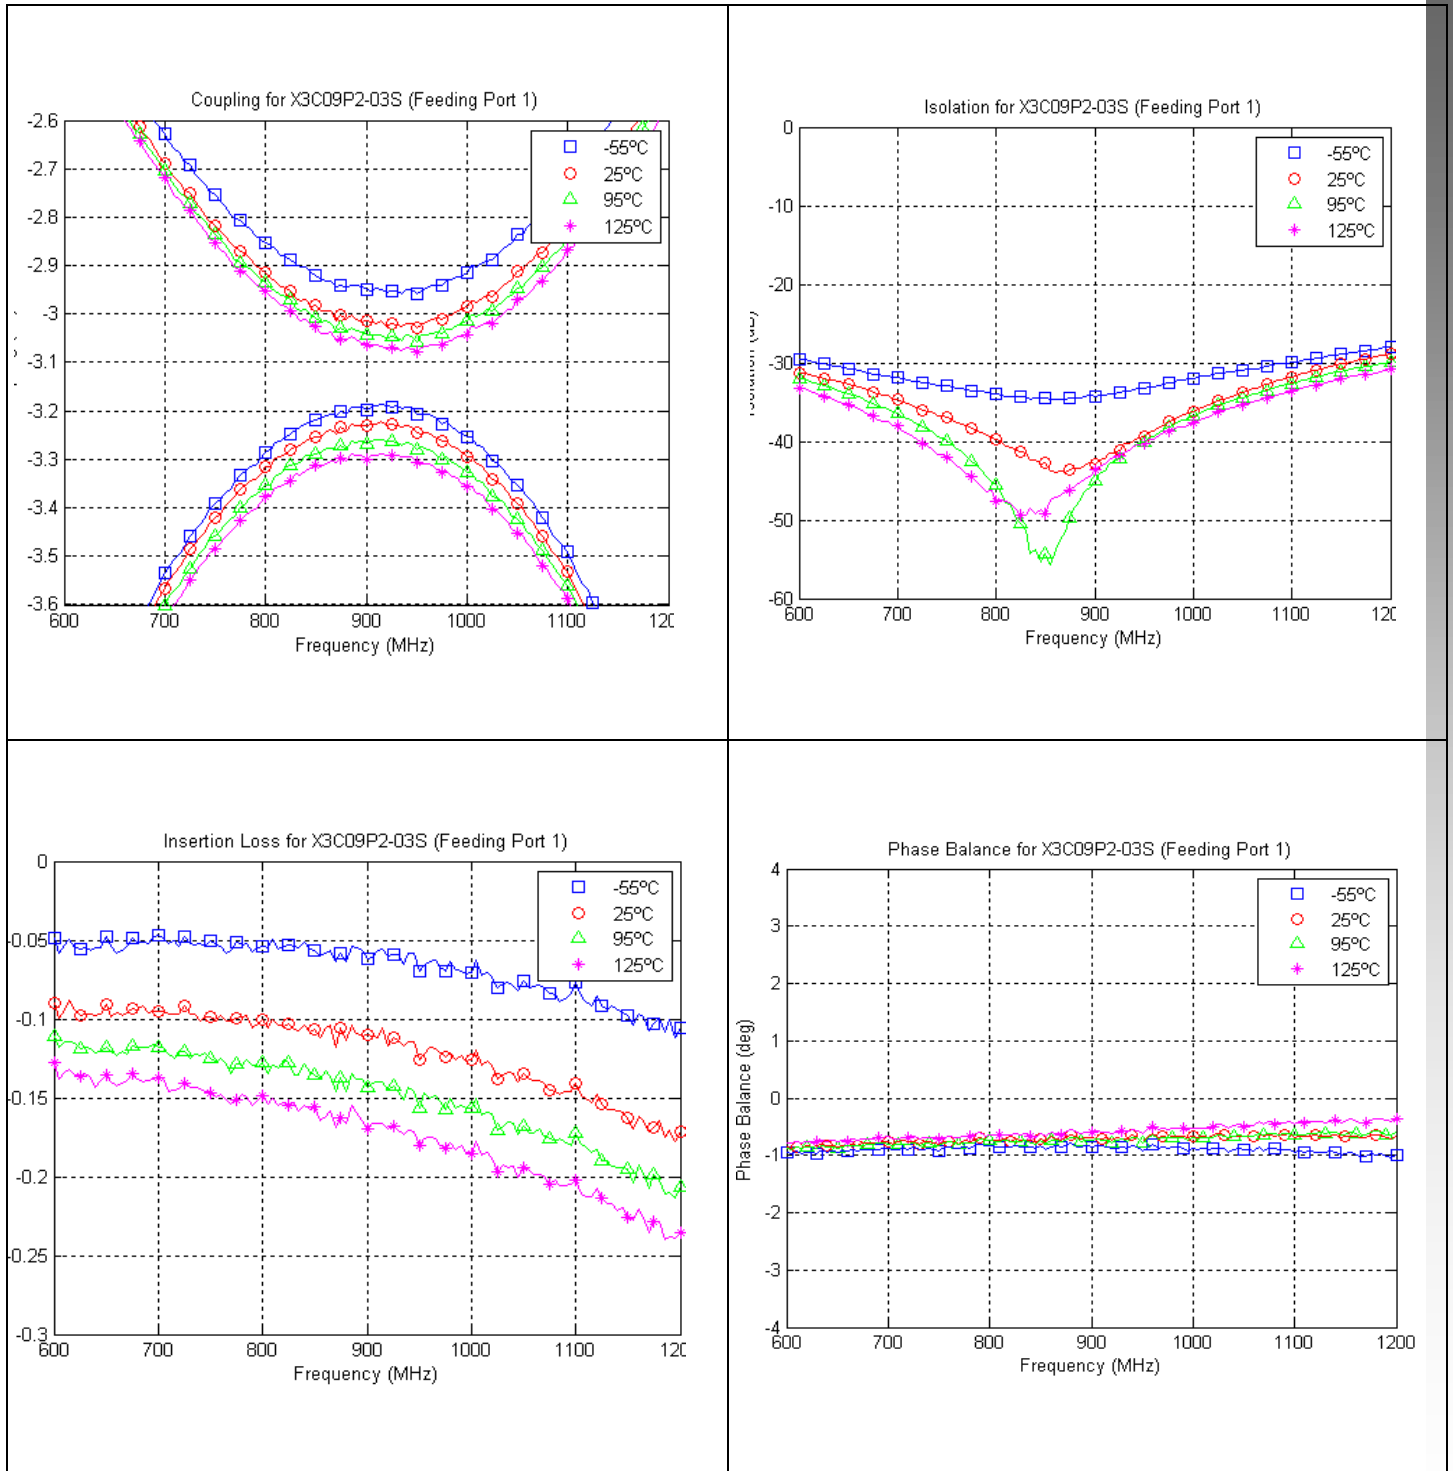 Coupling for X3C09P2-03S (Feeding Port 1)
-2.6
-2.7
-2.8
-2.9
-3
-3.1
-3.2
-3.3
-3.4
-3.5
-3.6
-55ºC
25ºC
95ºC
125ºC
600 700 800 900 1000 1100 120
Frequency (MHz)
Isolation for X3C09P2-03S (Feeding Port 1)
0
-10
-20
-30
-40
-50
-60
-55ºC
25ºC
95ºC
125ºC
600 700 800 900 1000 1100 120
Frequency (MHz)
Insertion Loss for X3C09P2-03S (Feeding Port 1)
0
-0.05
-0.1
-0.15
-0.2
-0.25
-0.3
-55ºC
25ºC
95ºC
125ºC
600 700 800 900 1000 1100 120
Frequency (MHz)
Phase Balance for X3C09P2-03S (Feeding Port 1)
Phase Balance (deg)
4
3
2
1
0
-1
-2
-3
-4
-55ºC
25ºC
95ºC
125ºC
600 700 800 900 1000 1100 1200
Frequency (MHz)